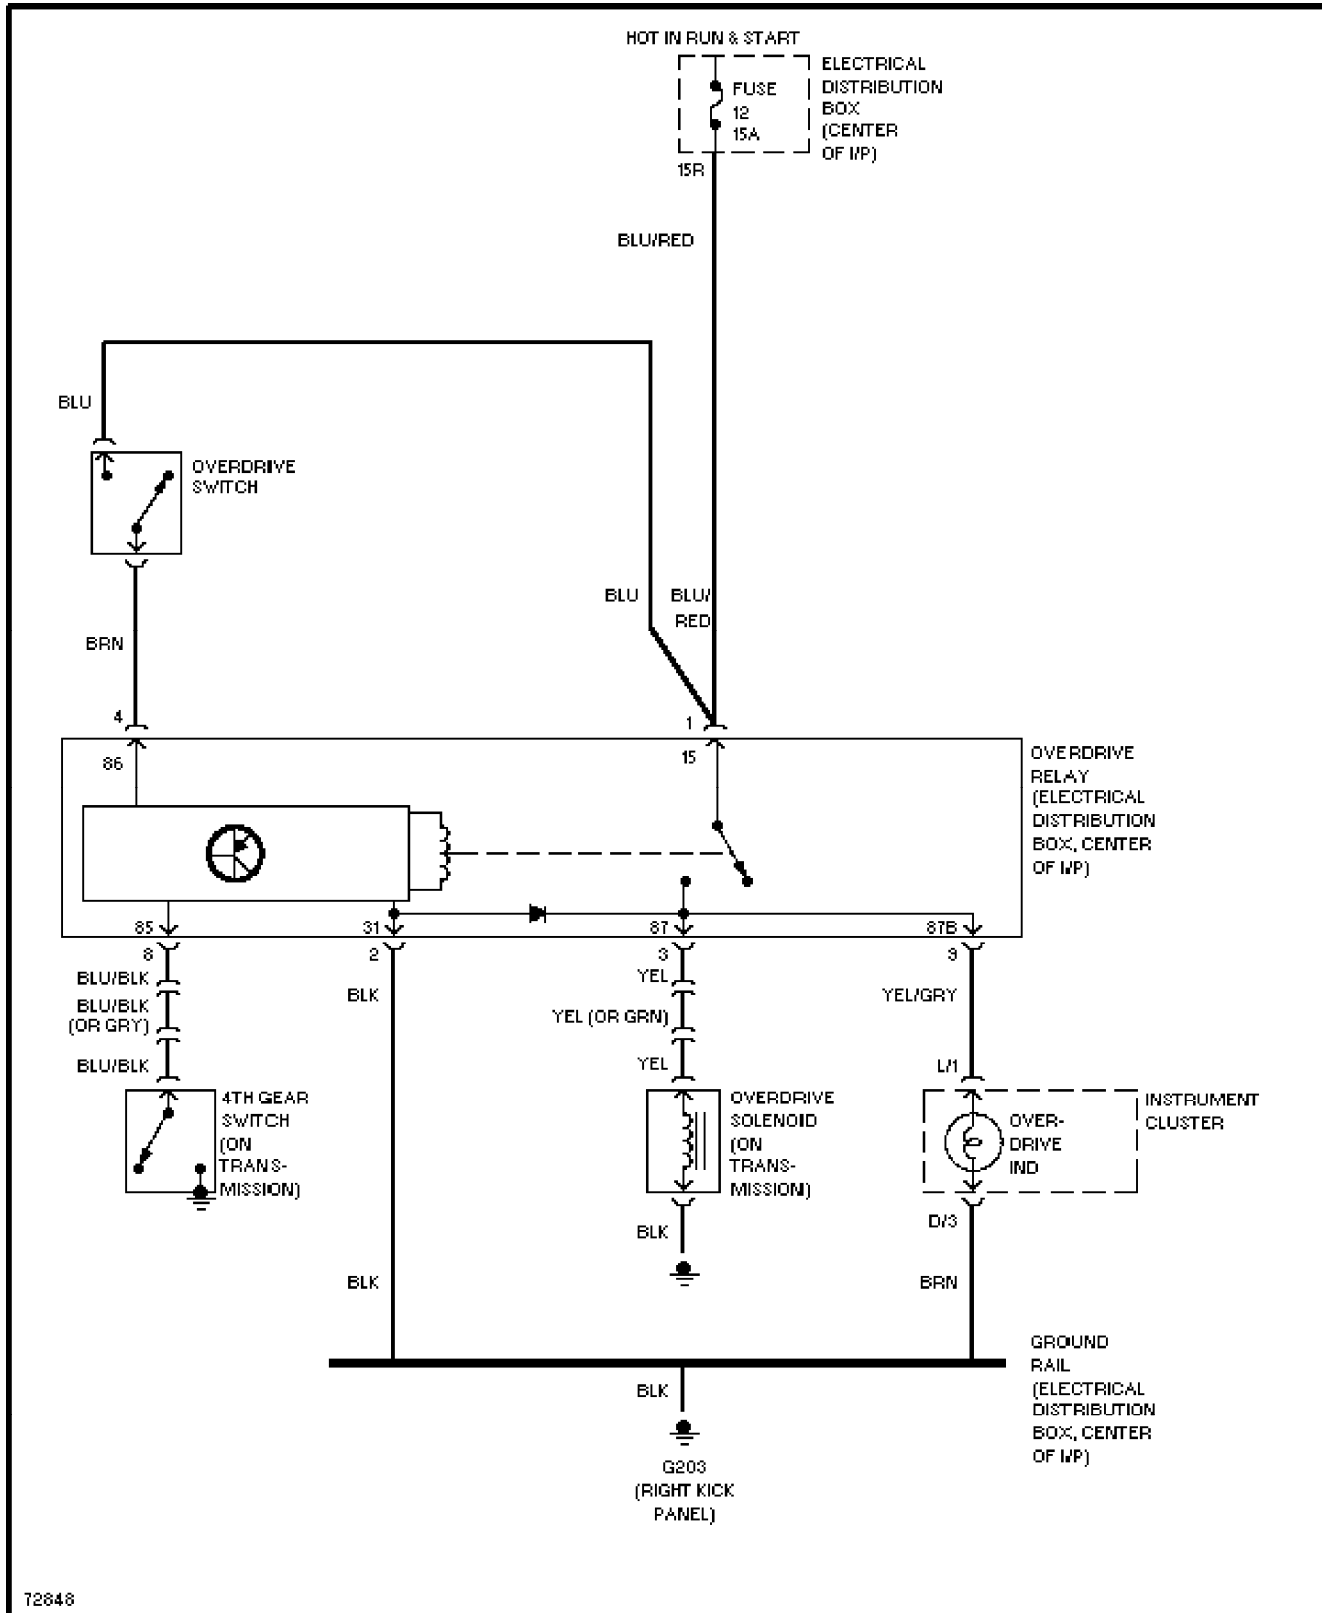 HOT IN RUN & START
ELECTRICAL
DISTRIBUTION
BOX
(CENTER
OF I/P)
FUSE
12
15A
15R
BLU/RED
BLU
OVERDRIVE
SWITCH
BLU
BLU/
RED
BRN
4
1
86
15
OVERDRIVE
RELAY
(ELECTRICAL
DISTRIBUTION
BOX, CENTER
OF I/P)
85
31
87
87B
8
2
3
9
BLU/BLK
BLU/BLK
(OR GRY)
BLU/BLK
BLK
YEL
YEL (OR GRN)
YEL
YEL/GRY
L/1
4TH GEAR
SWITCH
(ON
TRANS-
MISSION)
OVERDRIVE
SOLENOID
(ON
TRANS-
MISSION)
OVER-
DRIVE
IND
INSTRUMENT
CLUSTER
BLK
D/3
BLK
BRN
GROUND
RAIL
(ELECTRICAL
DISTRIBUTION
BOX, CENTER
OF I/P)
BLK
G203
(RIGHT KICK
PANEL)
72848